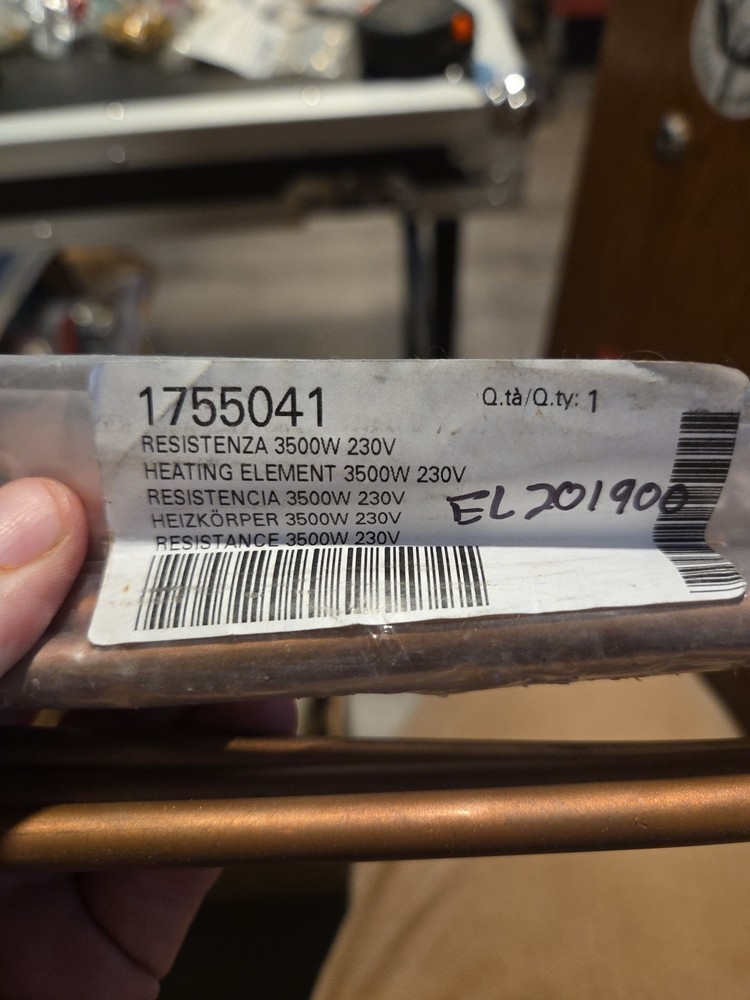 1755041
Q.tà/Q.ty: 1
RESISTENZA 3500W 230V
HEATING ELEMENT 3500W 230V
RESISTENCIA 3500W 230V
HEIZKÖRPER 3500W 230V
RESISTANCE 3500W 230V
EL201900